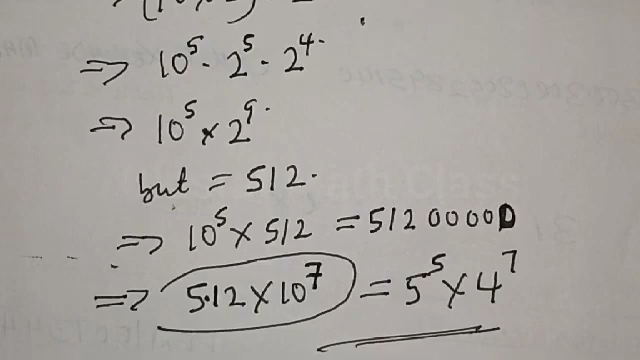 ⇒ 10⁵ · 2⁵ · 2⁴·
⇒ 10⁵ × 2⁹·
but = 512.
⇒ 10⁵ × 512 = 51200000
⇒ 5.12 × 10⁷ = 5⁵ × 4⁷